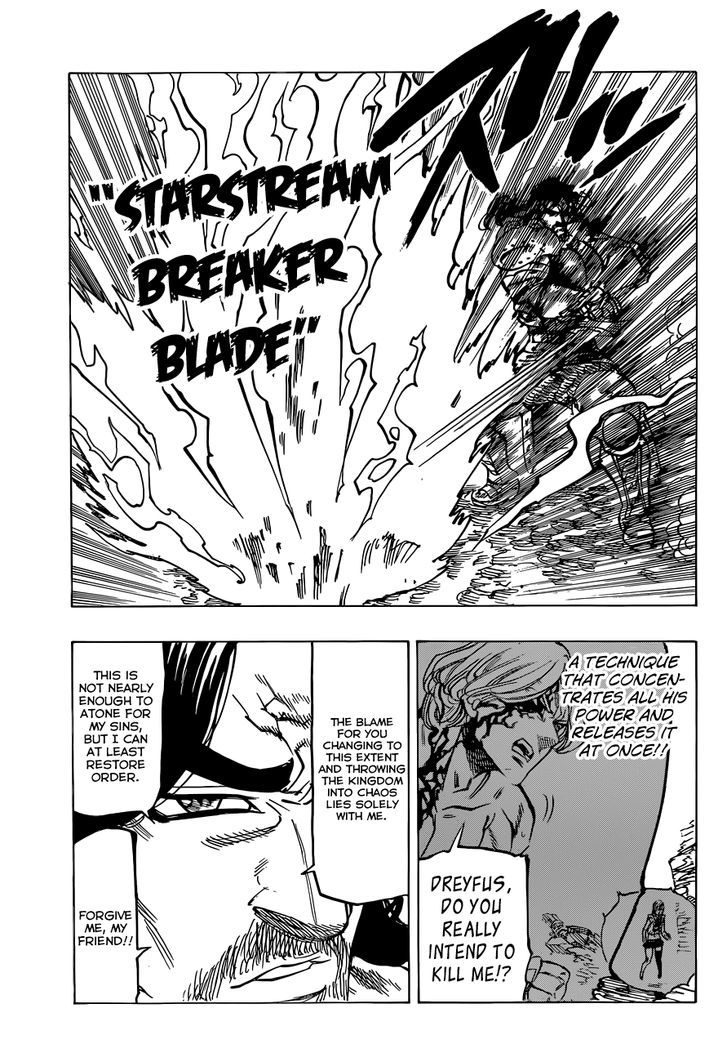 ズバッ
"STARSTREAM
BREAKER
BLADE"
A TECHNIQUE
THAT CONCEN-
TRATES ALL HIS
POWER AND
RELEASES IT
AT ONCE!!
DREYFUS,
DO YOU
REALLY
INTEND TO
KILL ME!?
THE BLAME
FOR YOU
CHANGING TO
THIS EXTENT
AND THROWING
THE KINGDOM
INTO CHAOS
LIES SOLELY
WITH ME.
THIS IS
NOT NEARLY
ENOUGH TO
ATONE FOR
MY SINS,
BUT I CAN
AT LEAST
RESTORE
ORDER.
FORGIVE
ME, MY
FRIEND!!